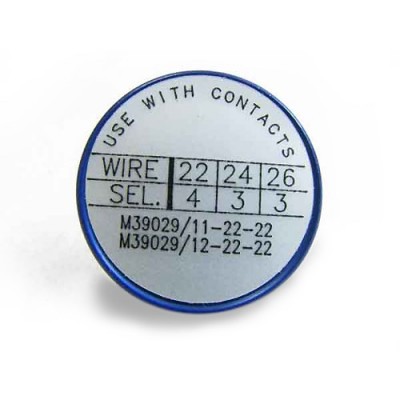 USE WITH CONTACTS
WIRE 22 24 26
SEL. 4 3 3
M39029/11-22-22
M39029/12-22-22